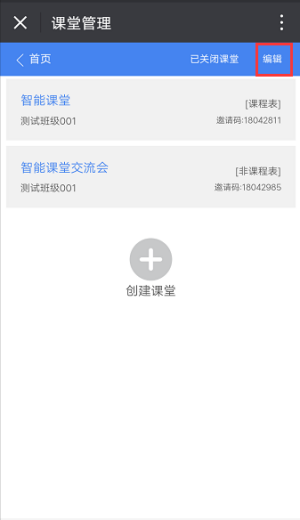 课堂管理
首页 已关闭课堂 编辑
智能课堂
[课程表]
测试班级001 邀请码:18042811
智能课堂交流会
[非课程表]
测试班级001 邀请码:18042985
创建课堂